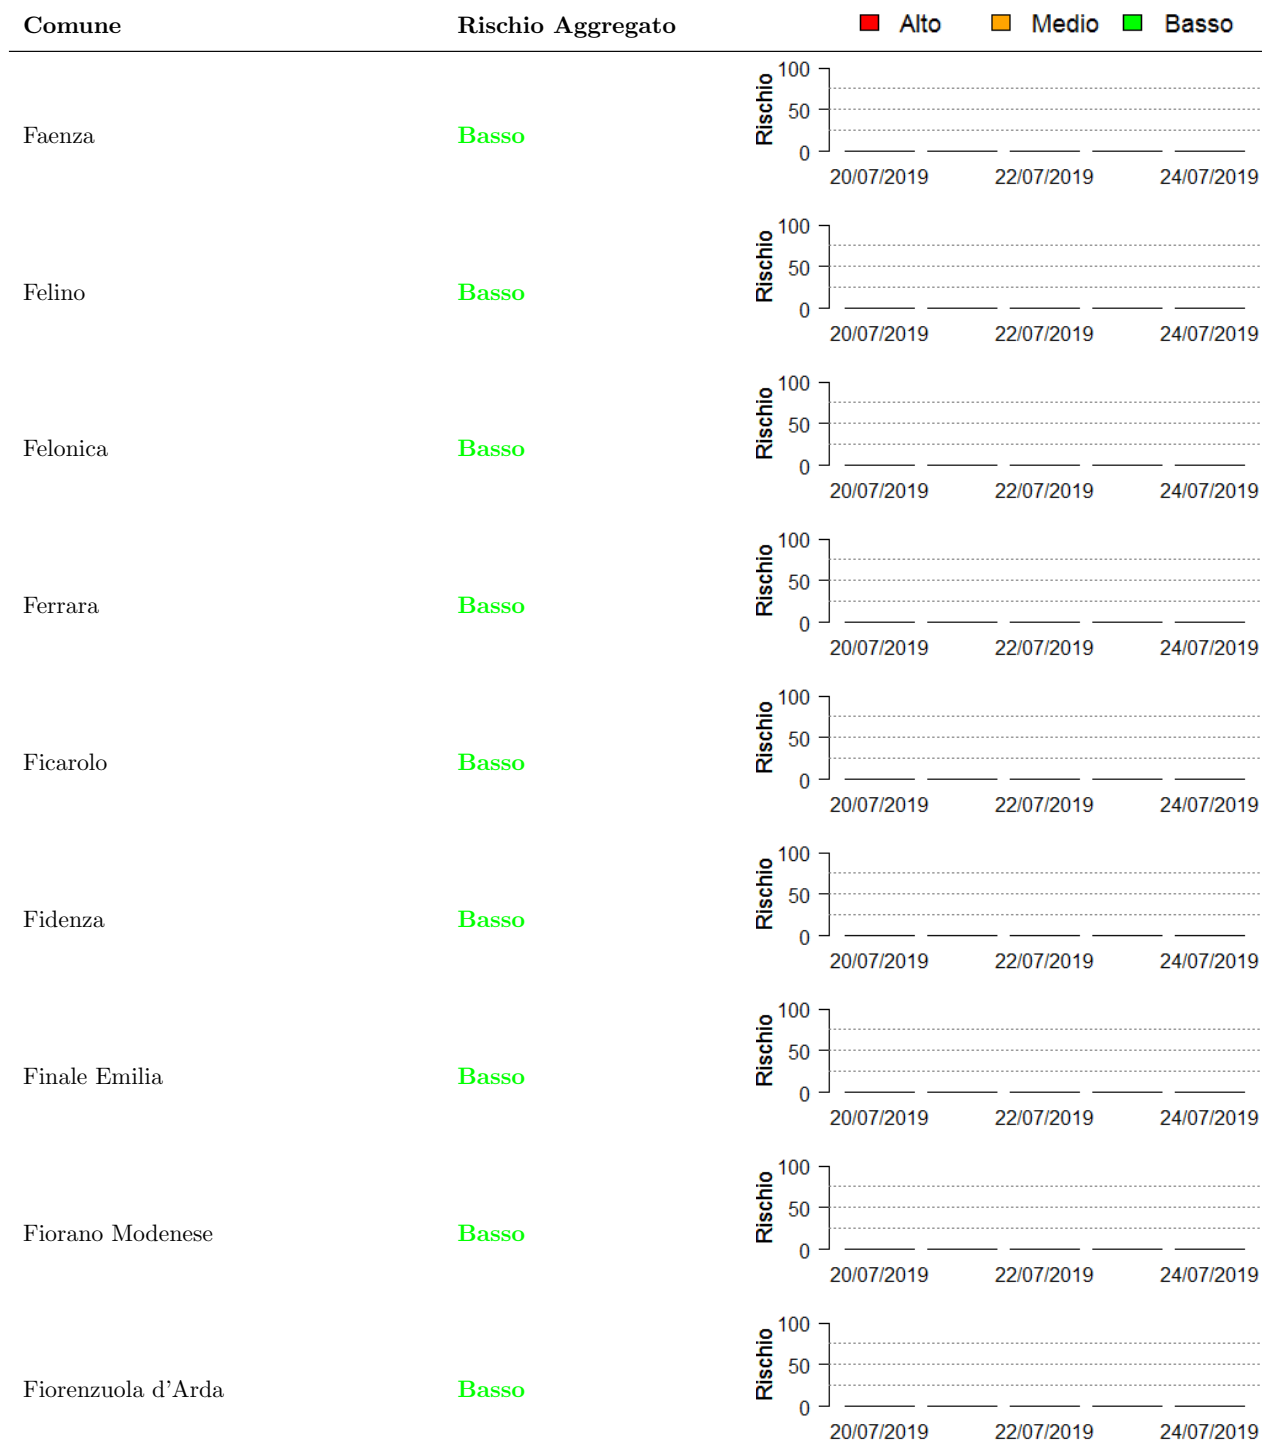 Comune Rischio Aggregato Alto Medio Basso
Faenza Basso
Rischio
100
50
0
20/07/2019 22/07/2019 24/07/2019
Felino Basso
Rischio
100
50
0
20/07/2019 22/07/2019 24/07/2019
Felonica Basso
Rischio
100
50
0
20/07/2019 22/07/2019 24/07/2019
Ferrara Basso
Rischio
100
50
0
20/07/2019 22/07/2019 24/07/2019
Ficarolo Basso
Rischio
100
50
0
20/07/2019 22/07/2019 24/07/2019
Fidenza Basso
Rischio
100
50
0
20/07/2019 22/07/2019 24/07/2019
Finale Emilia Basso
Rischio
100
50
0
20/07/2019 22/07/2019 24/07/2019
Fiorano Modenese Basso
Rischio
100
50
0
20/07/2019 22/07/2019 24/07/2019
Fiorenzuola d'Arda Basso
Rischio
100
50
0
20/07/2019 22/07/2019 24/07/2019